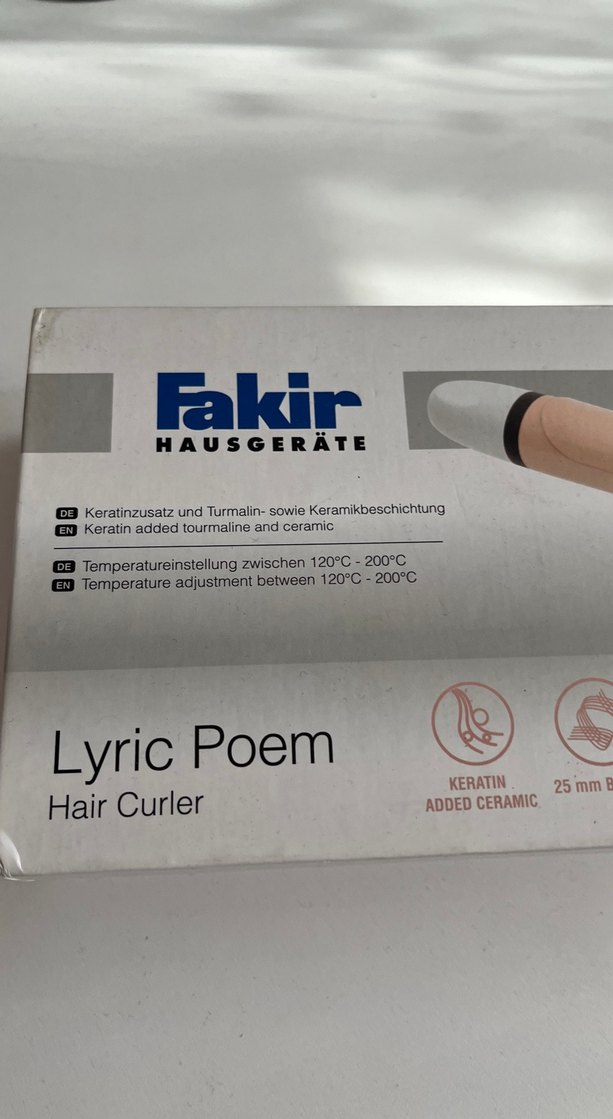 Fakir
HAUSGERÄTE
DE Keratinzusatz und Turmalin- sowie Keramikbeschichtung
EN Keratin added tourmaline and ceramic
DE Temperatureinstellung zwischen 120°C - 200°C
EN Temperature adjustment between 120°C - 200°C
Lyric Poem
Hair Curler
KERATIN
ADDED CERAMIC
25 mm